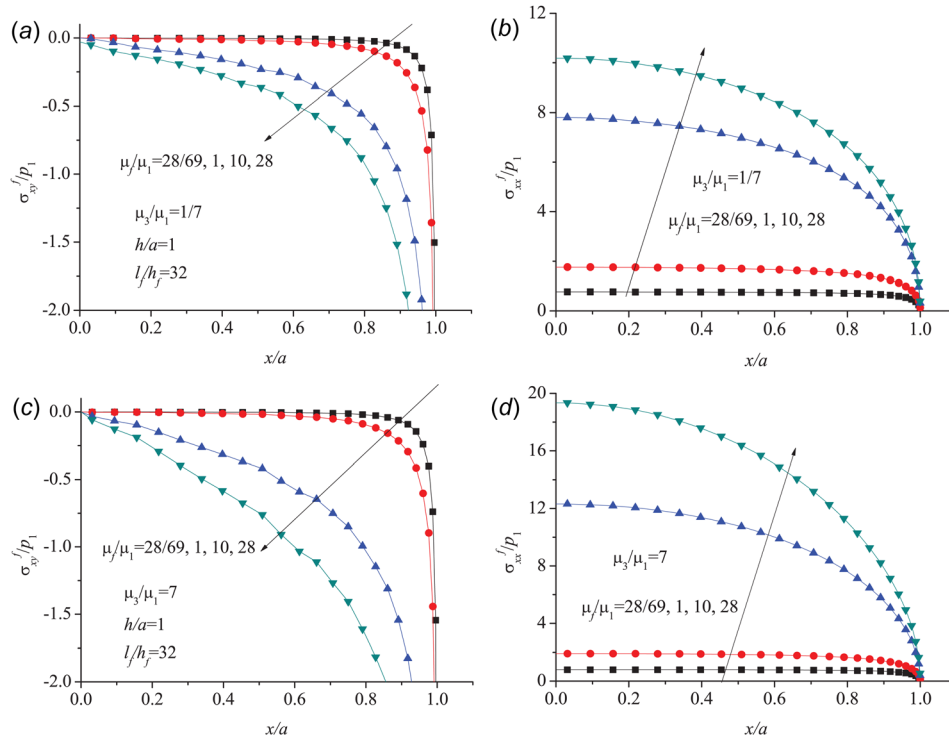 (a)
0.0
-0.5
-1.0
-1.5
-2.0
σxy^f/p1
μf/μ1=28/69, 1, 10, 28
μ3/μ1=1/7
h/a=1
lf/hf=32
0.0 0.2 0.4 0.6 0.8 1.0
x/a
(b)
12
8
4
0
σxx^f/p1
μ3/μ1=1/7
μf/μ1=28/69, 1, 10, 28
0.0 0.2 0.4 0.6 0.8 1.0
x/a
(c)
0.0
-0.5
-1.0
-1.5
-2.0
σxy^f/p1
μf/μ1=28/69, 1, 10, 28
μ3/μ1=7
h/a=1
lf/hf=32
0.0 0.2 0.4 0.6 0.8 1.0
x/a
(d)
20
16
12
8
4
0
σxx^f/p1
μ3/μ1=7
μf/μ1=28/69, 1, 10, 28
0.0 0.2 0.4 0.6 0.8 1.0
x/a